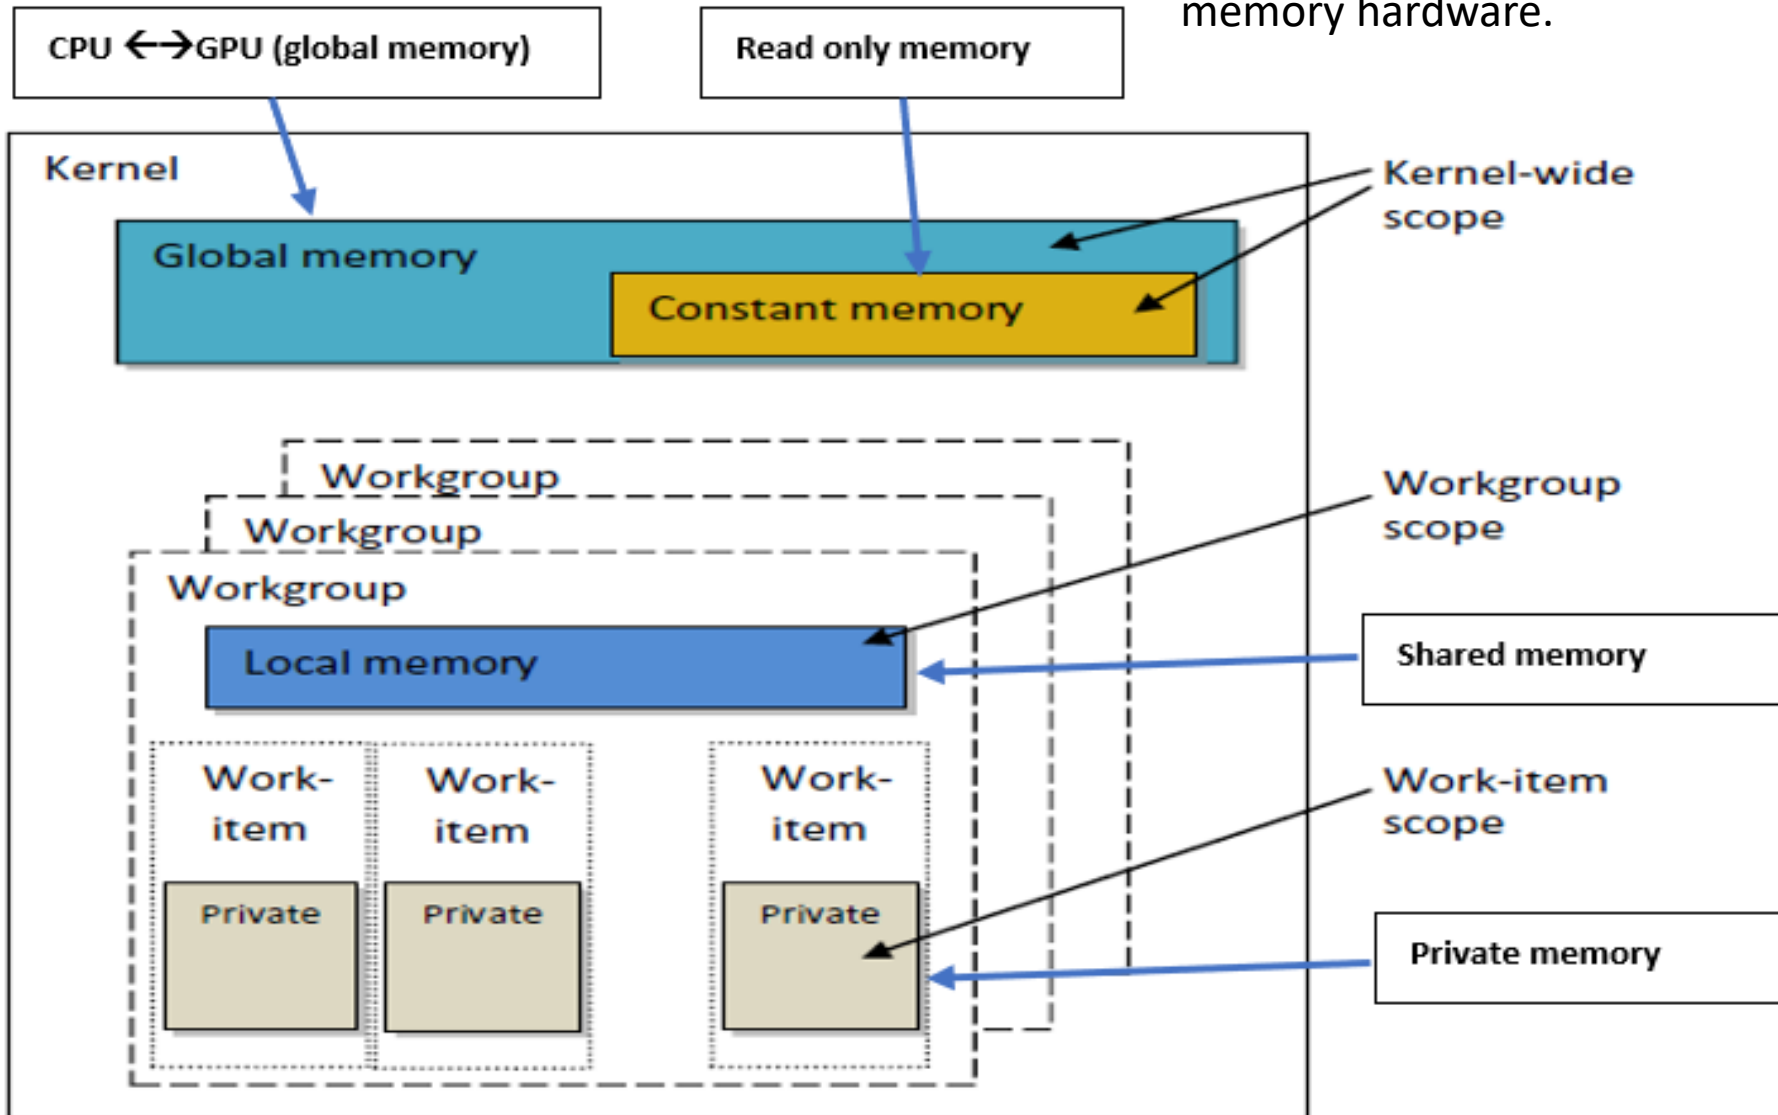 memory hardware.
CPU ←→GPU (global memory)
Read only memory
Kernel
Kernel-wide
scope
Global memory
Constant memory
Workgroup
Workgroup
Workgroup
Workgroup
scope
Local memory
Shared memory
Work-
item
Work-
item
Work-
item
Work-item
scope
Private
Private
Private
Private memory